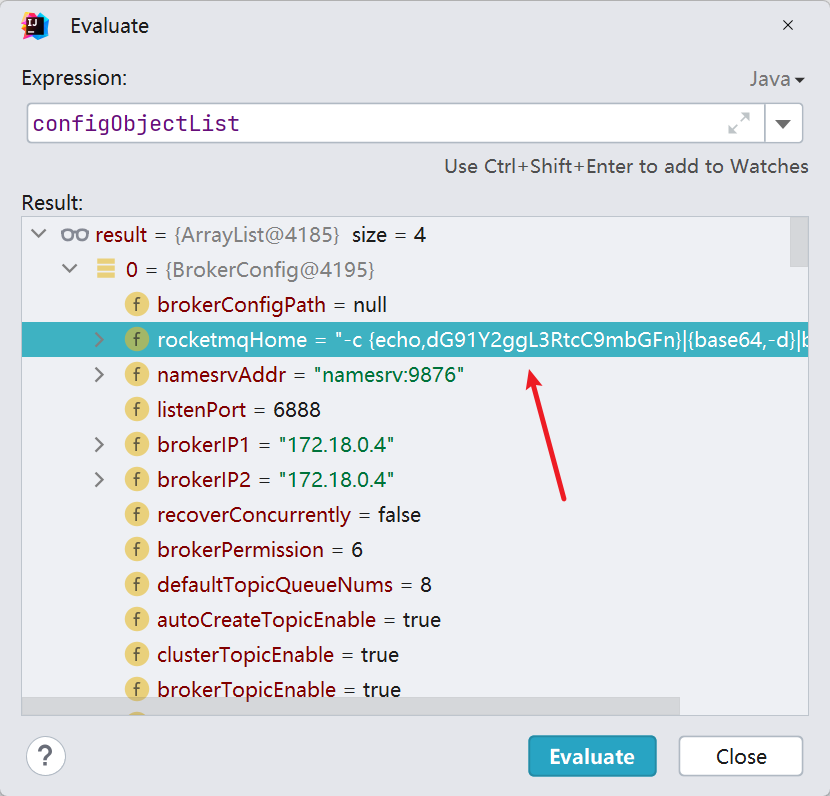 IJ
Evaluate
Expression:
Java
configObjectList
Use Ctrl+Shift+Enter to add to Watches
Result:
result = {ArrayList@4185} size = 4
0 = {BrokerConfig@4195}
f brokerConfigPath = null
f rocketmqHome = "-c {echo,dG91Y2ggL3RtcC9mbGFn}|{base64,-d}|b
f namesrvAddr = "namesrv:9876"
f listenPort = 6888
f brokerIP1 = "172.18.0.4"
f brokerIP2 = "172.18.0.4"
f recoverConcurrently = false
f brokerPermission = 6
f defaultTopicQueueNums = 8
f autoCreateTopicEnable = true
f clusterTopicEnable = true
f brokerTopicEnable = true
?
Evaluate
Close